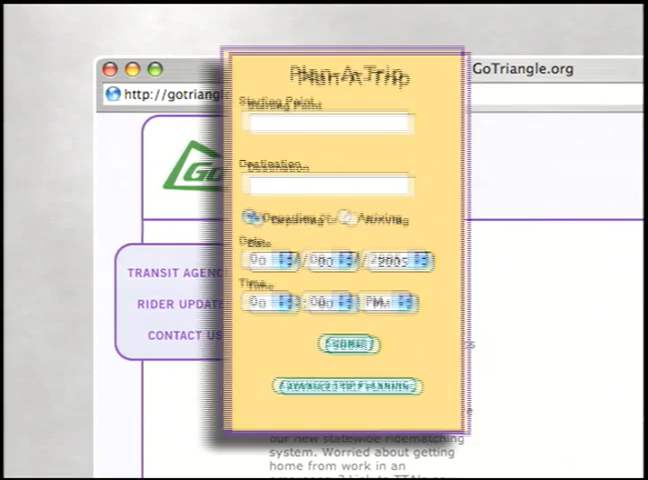 GoTriangle.org
http://gotriangle
Plan-A-Trip
GO
Starting Point
Destination
Departing Arriving
Date
00 / 00 / 2005
Time
00 : 00 PM
TRANSIT AGENC
RIDER UPDATE
CONTACT US
SUBMIT
ADVANCED TRIP PLANNING
our new statewide ridematching
system. Worried about getting
home from work in an